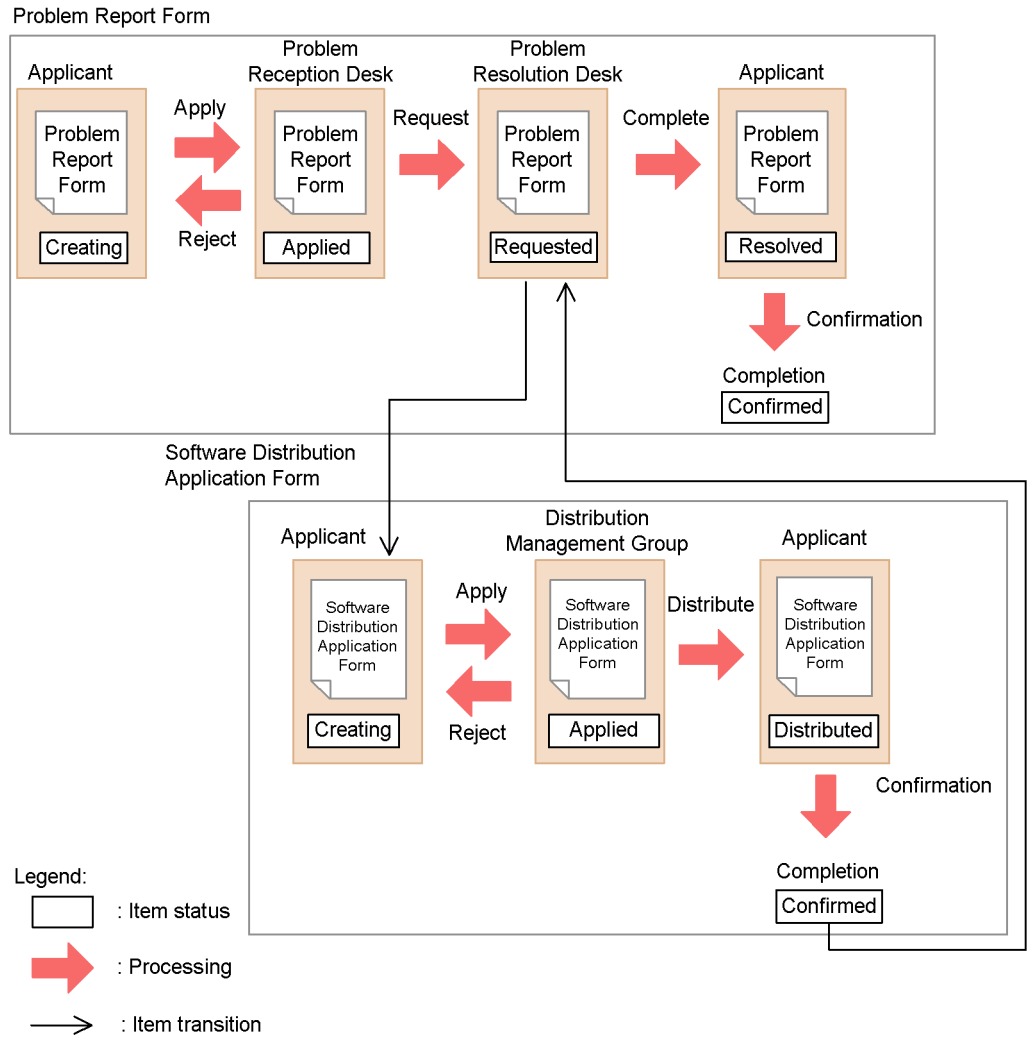 Problem Report Form
Applicant
Problem
Reception Desk
Problem
Resolution Desk
Applicant
Problem
Report
Form
Creating
Apply
Reject
Problem
Report
Form
Applied
Request
Problem
Report
Form
Requested
Complete
Problem
Report
Form
Resolved
Confirmation
Completion
Confirmed
Software Distribution
Application Form
Applicant
Distribution
Management Group
Applicant
Software
Distribution
Application
Form
Creating
Apply
Reject
Software
Distribution
Application
Form
Applied
Distribute
Software
Distribution
Application
Form
Distributed
Confirmation
Completion
Confirmed
Legend:
: Item status
: Processing
: Item transition